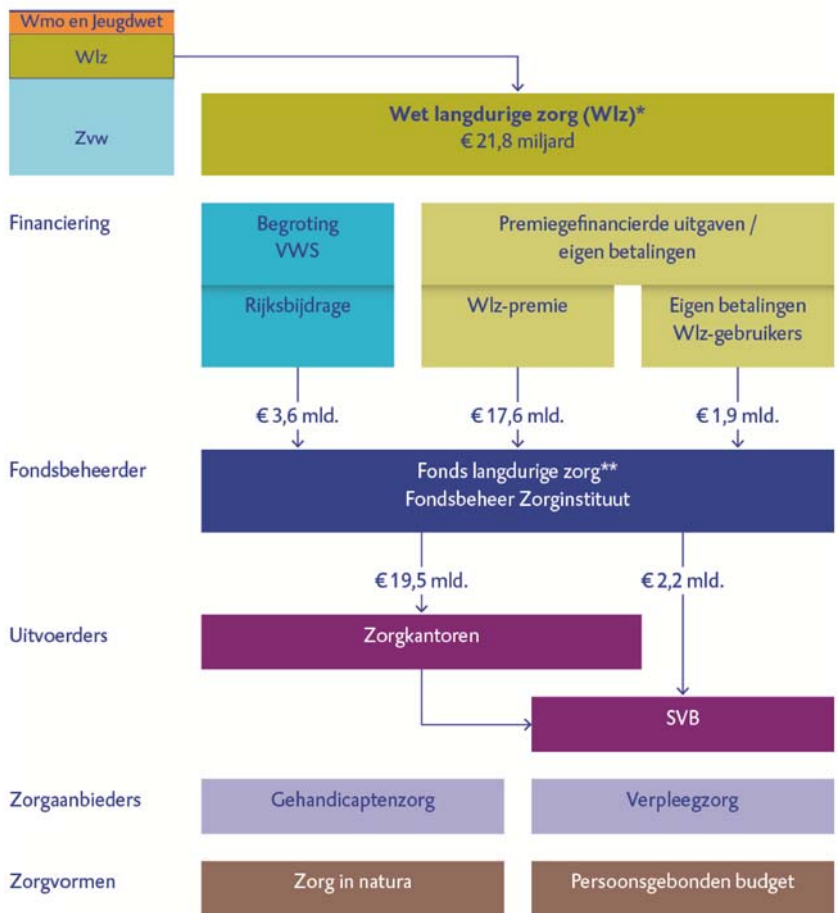 Wmo en Jeugdwet
Wlz
Zvw
Wet langdurige zorg (Wlz)*
€ 21,8 miljard
Financiering
Begroting
VWS
Premiegefinancierde uitgaven /
eigen betalingen
Rijksbijdrage
Wlz-premie
Eigen betalingen
Wlz-gebruikers
€ 3,6 mld.
€ 17,6 mld.
€ 1,9 mld.
Fondsbeheerder
Fonds langdurige zorg**
Fondsbeheer Zorginstituut
€ 19,5 mld.
€ 2,2 mld.
Uitvoerders
Zorgkantoren
SVB
Zorgaanbieders
Gehandicaptenzorg
Verpleegzorg
Zorgvormen
Zorg in natura
Persoonsgebonden budget